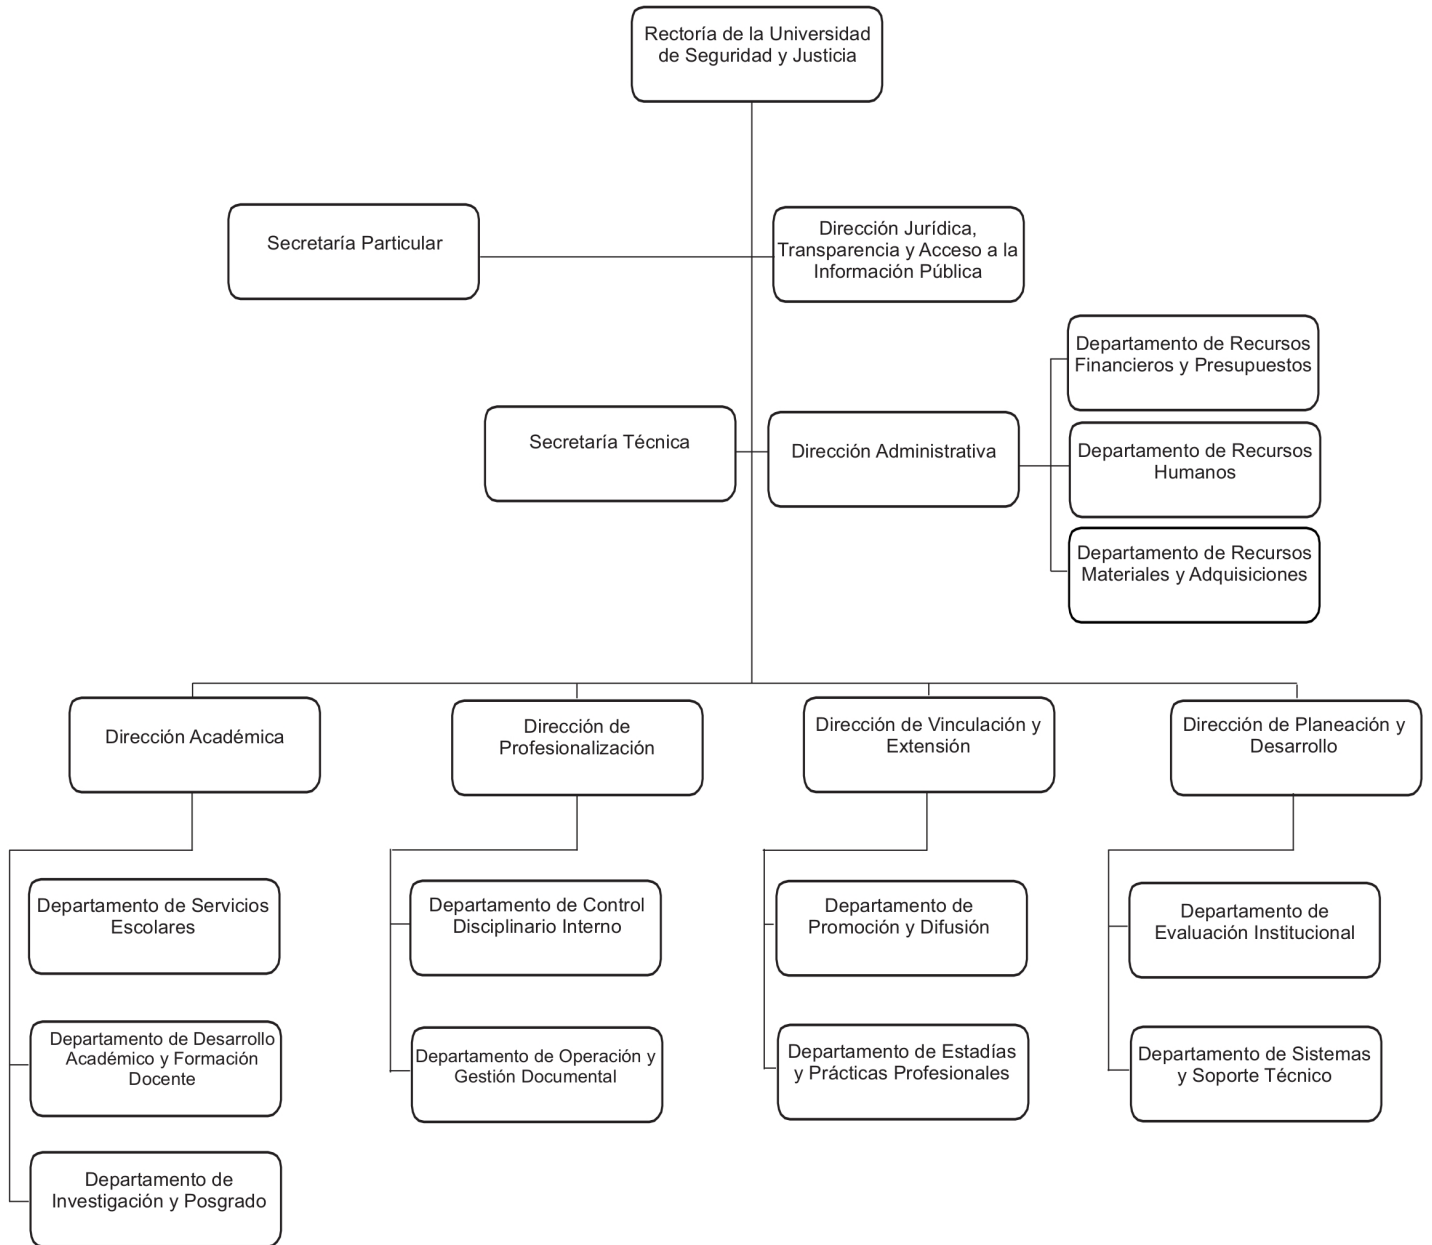 Rectoría de la Universidad
de Seguridad y Justicia
Secretaría Particular
Dirección Jurídica,
Transparencia y Acceso a la
Información Pública
Departamento de Recursos
Financieros y Presupuestos
Secretaría Técnica
Dirección Administrativa
Departamento de Recursos
Humanos
Departamento de Recursos
Materiales y Adquisiciones
Dirección Académica
Dirección de
Profesionalización
Dirección de Vinculación y
Extensión
Dirección de Planeación y
Desarrollo
Departamento de Servicios
Escolares
Departamento de Control
Disciplinario Interno
Departamento de
Promoción y Difusión
Departamento de
Evaluación Institucional
Departamento de Desarrollo
Académico y Formación
Docente
Departamento de Operación y
Gestión Documental
Departamento de Estadías
y Prácticas Profesionales
Departamento de Sistemas
y Soporte Técnico
Departamento de
Investigación y Posgrado